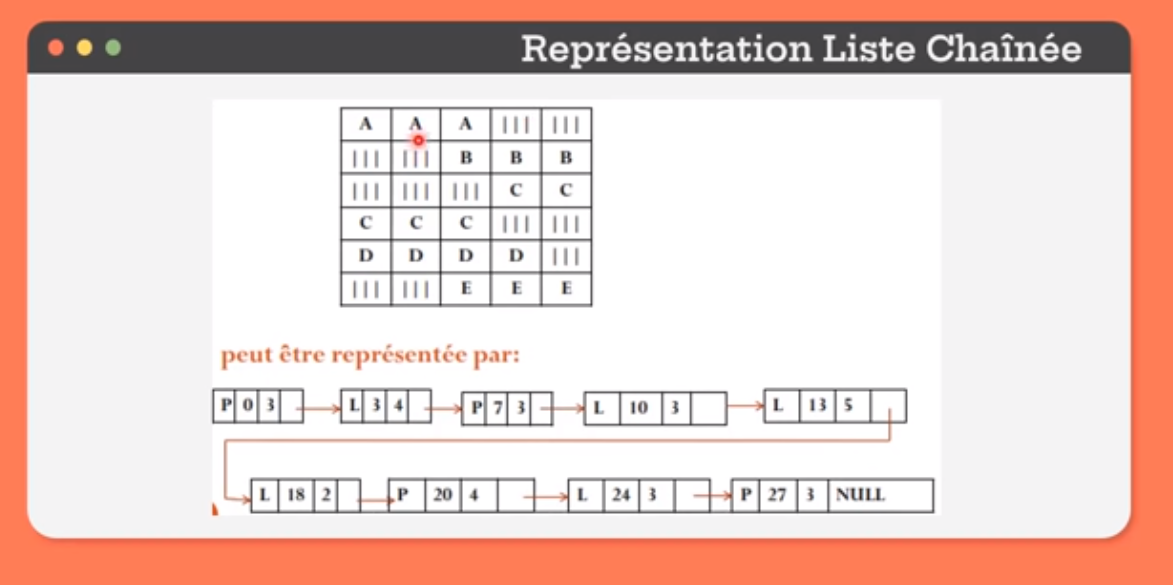 Représentation Liste Chaînée
A A A ||| |||
||| ||| B B B
||| ||| ||| C C
C C C ||| |||
D D D D |||
||| ||| E E E
peut être représentée par:
P 0 3 L 3 4 P 7 3 L 10 3 L 13 5
L 18 2 P 20 4 L 24 3 P 27 3 NULL